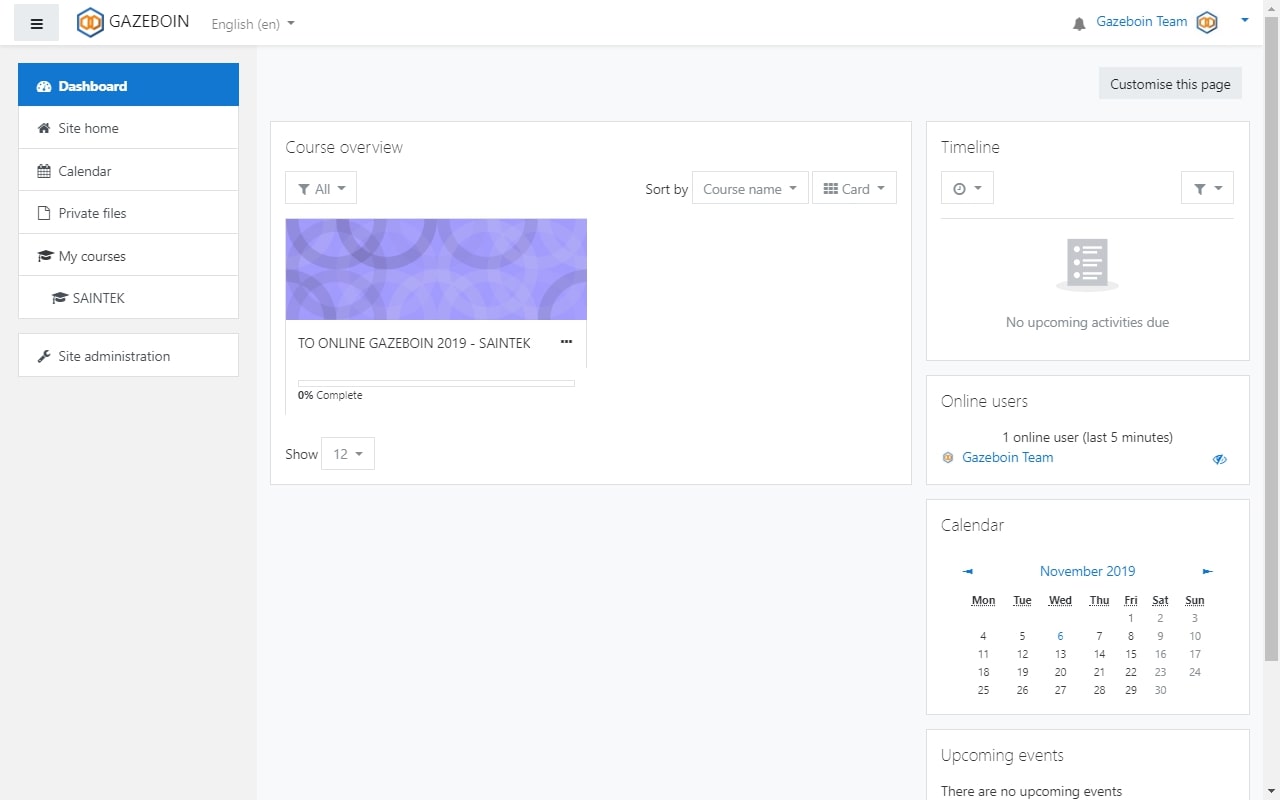 GAZEBOIN
English (en)
Gazeboin Team
Dashboard
Site home
Calendar
Private files
My courses
SAINTEK
Site administration
Customise this page
Course overview
All
Sort by Course name Card
TO ONLINE GAZEBOIN 2019 - SAINTEK
0% Complete
Show 12
Timeline
No upcoming activities due
Online users
1 online user (last 5 minutes)
Gazeboin Team
Calendar
November 2019
Mon Tue Wed Thu Fri Sat Sun
1 2 3
4 5 6 7 8 9 10
11 12 13 14 15 16 17
18 19 20 21 22 23 24
25 26 27 28 29 30
Upcoming events
There are no upcoming events